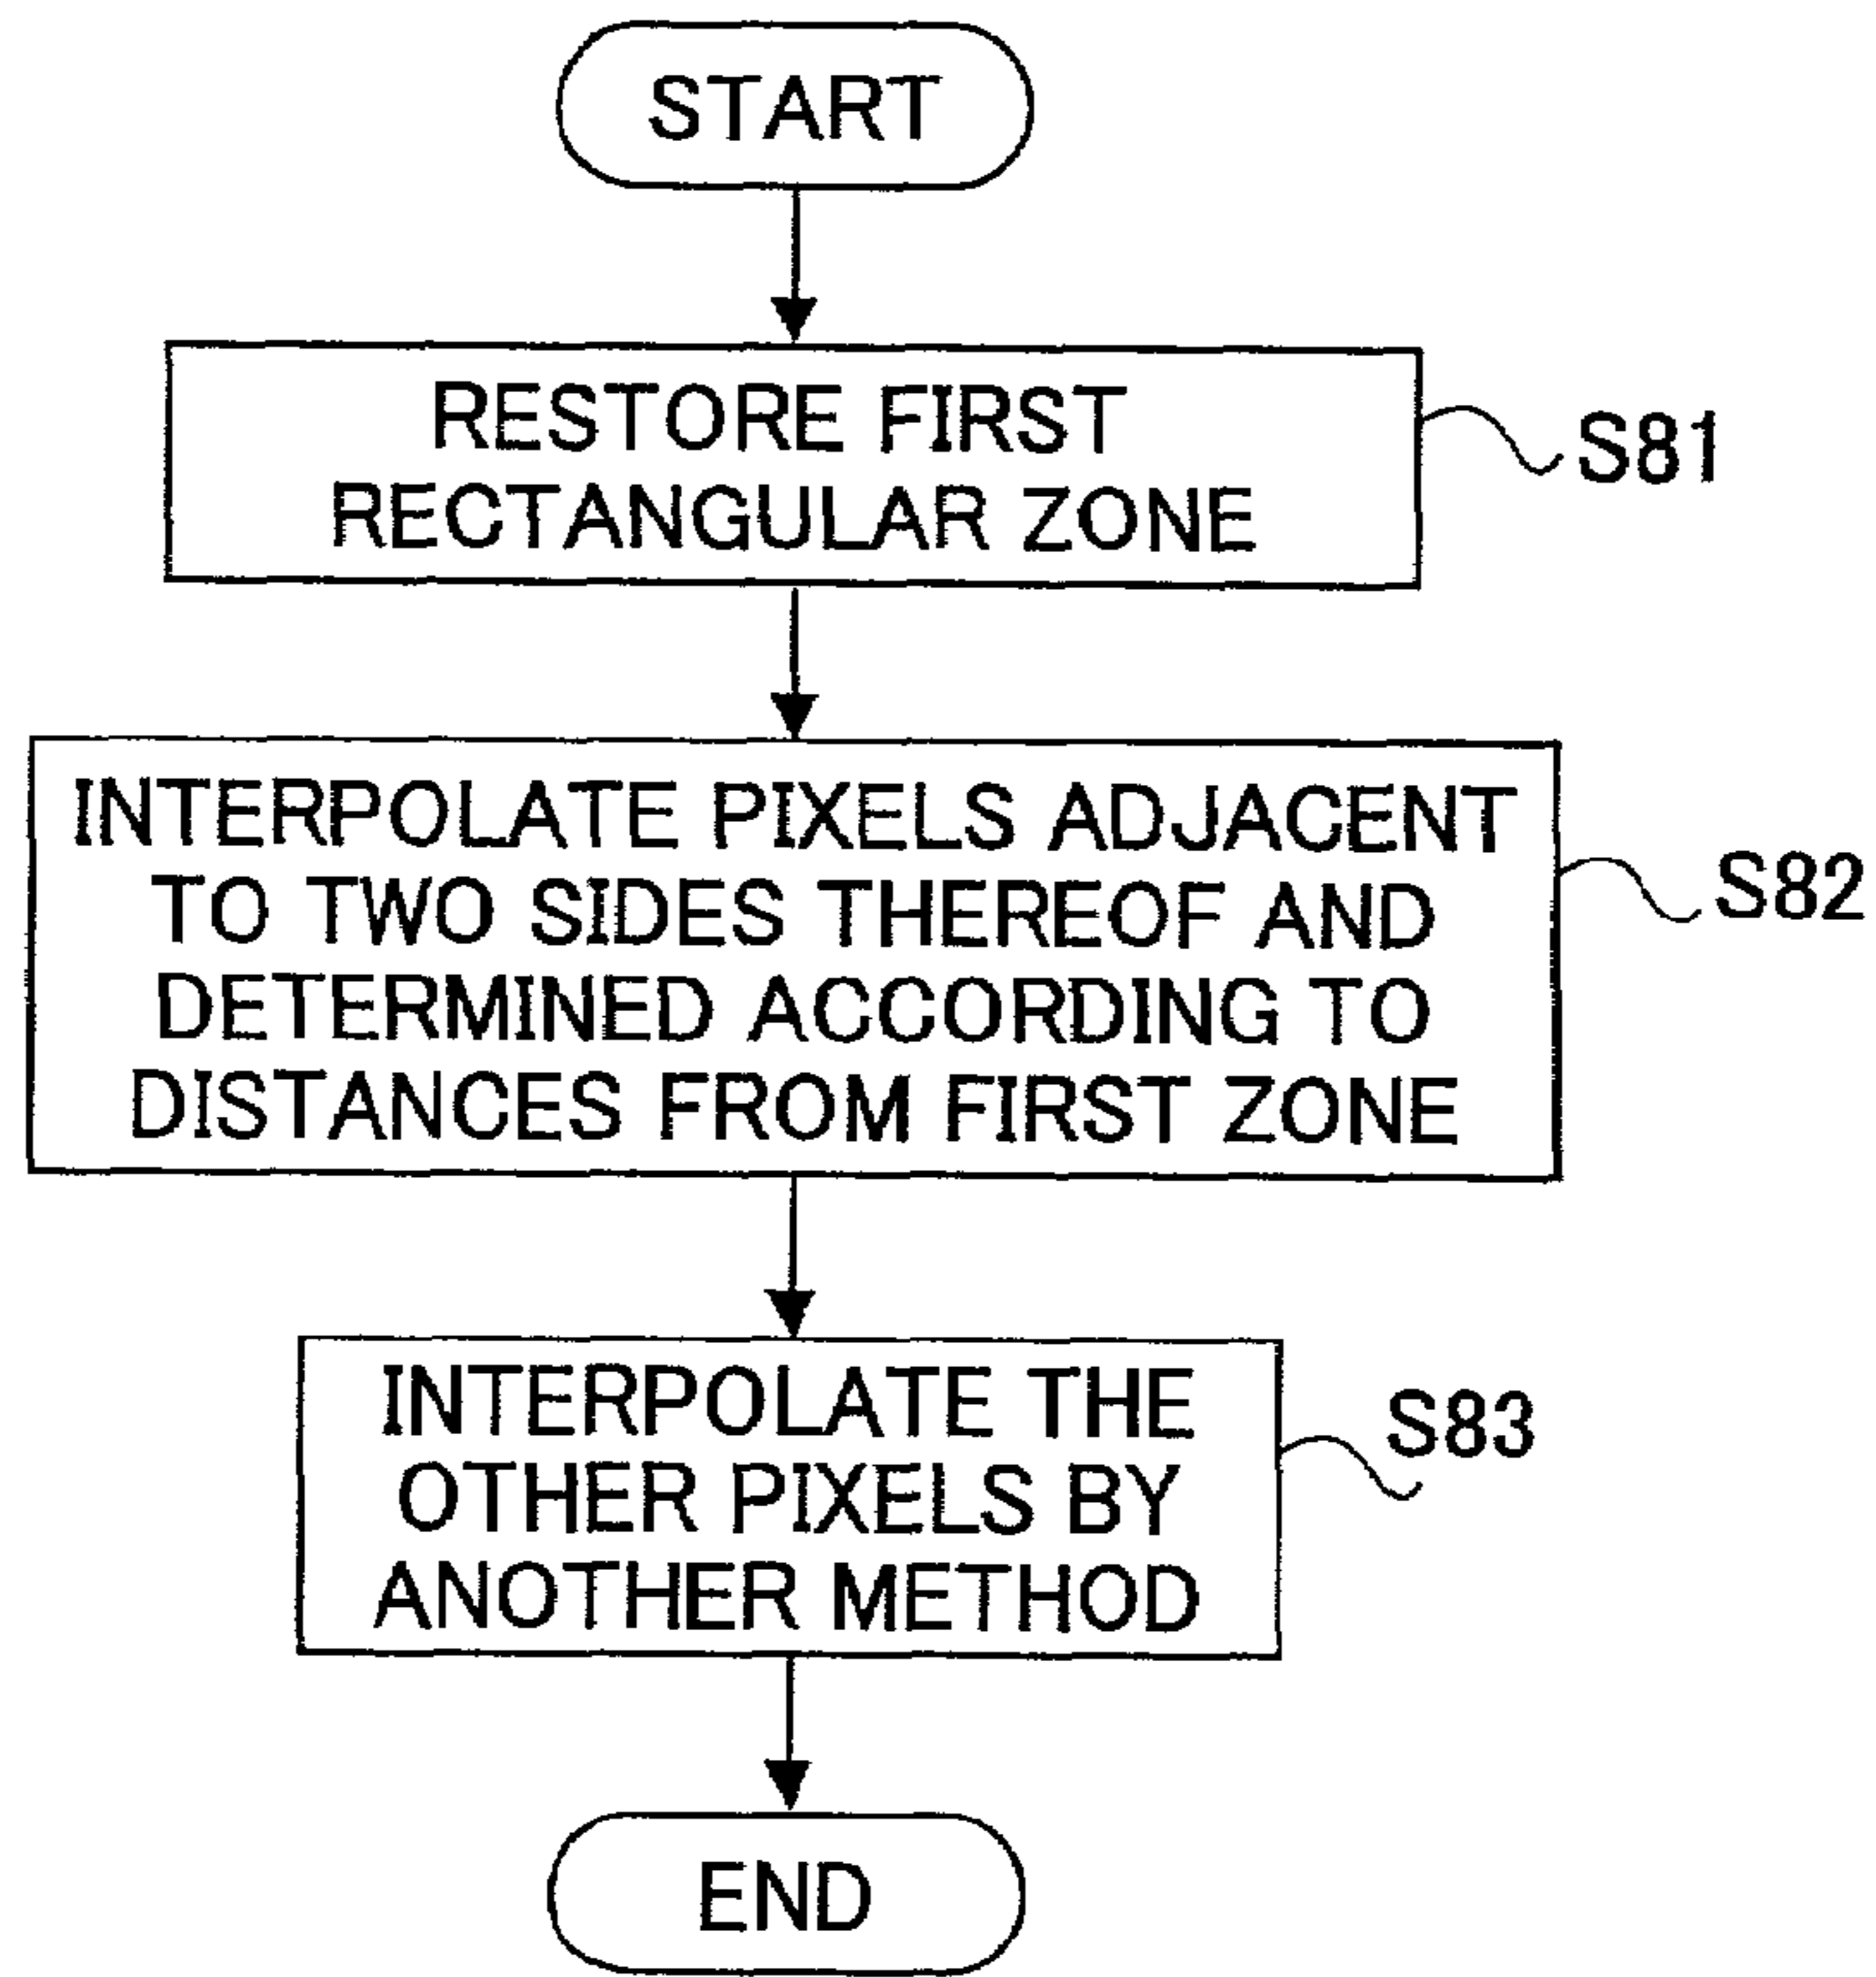 START
RESTORE FIRST
RECTANGULAR ZONE
S81
INTERPOLATE PIXELS ADJACENT
TO TWO SIDES THEREOF AND
DETERMINED ACCORDING TO
DISTANCES FROM FIRST ZONE
S82
INTERPOLATE THE
OTHER PIXELS BY
ANOTHER METHOD
S83
END